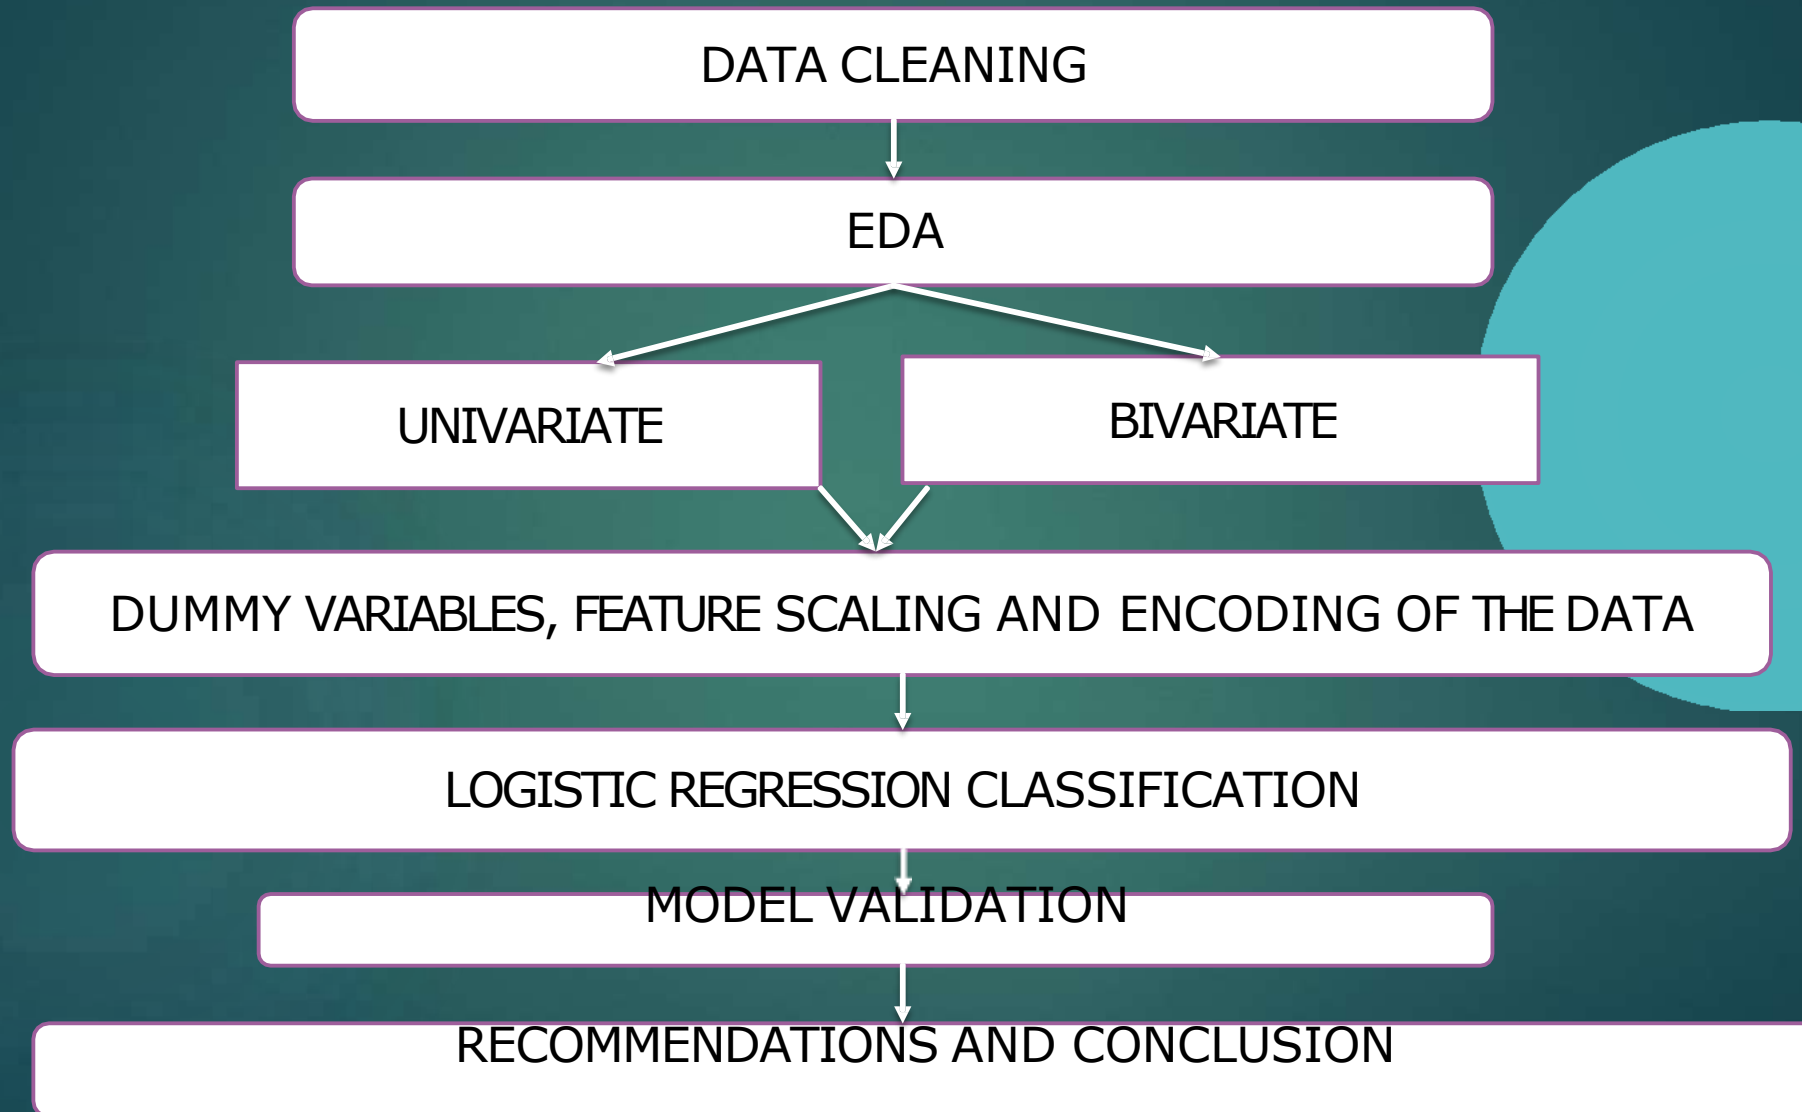 DATA CLEANING
EDA
UNIVARIATE
BIVARIATE
DUMMY VARIABLES, FEATURE SCALING AND ENCODING OF THE DATA
LOGISTIC REGRESSION CLASSIFICATION
MODEL VALIDATION
RECOMMENDATIONS AND CONCLUSION